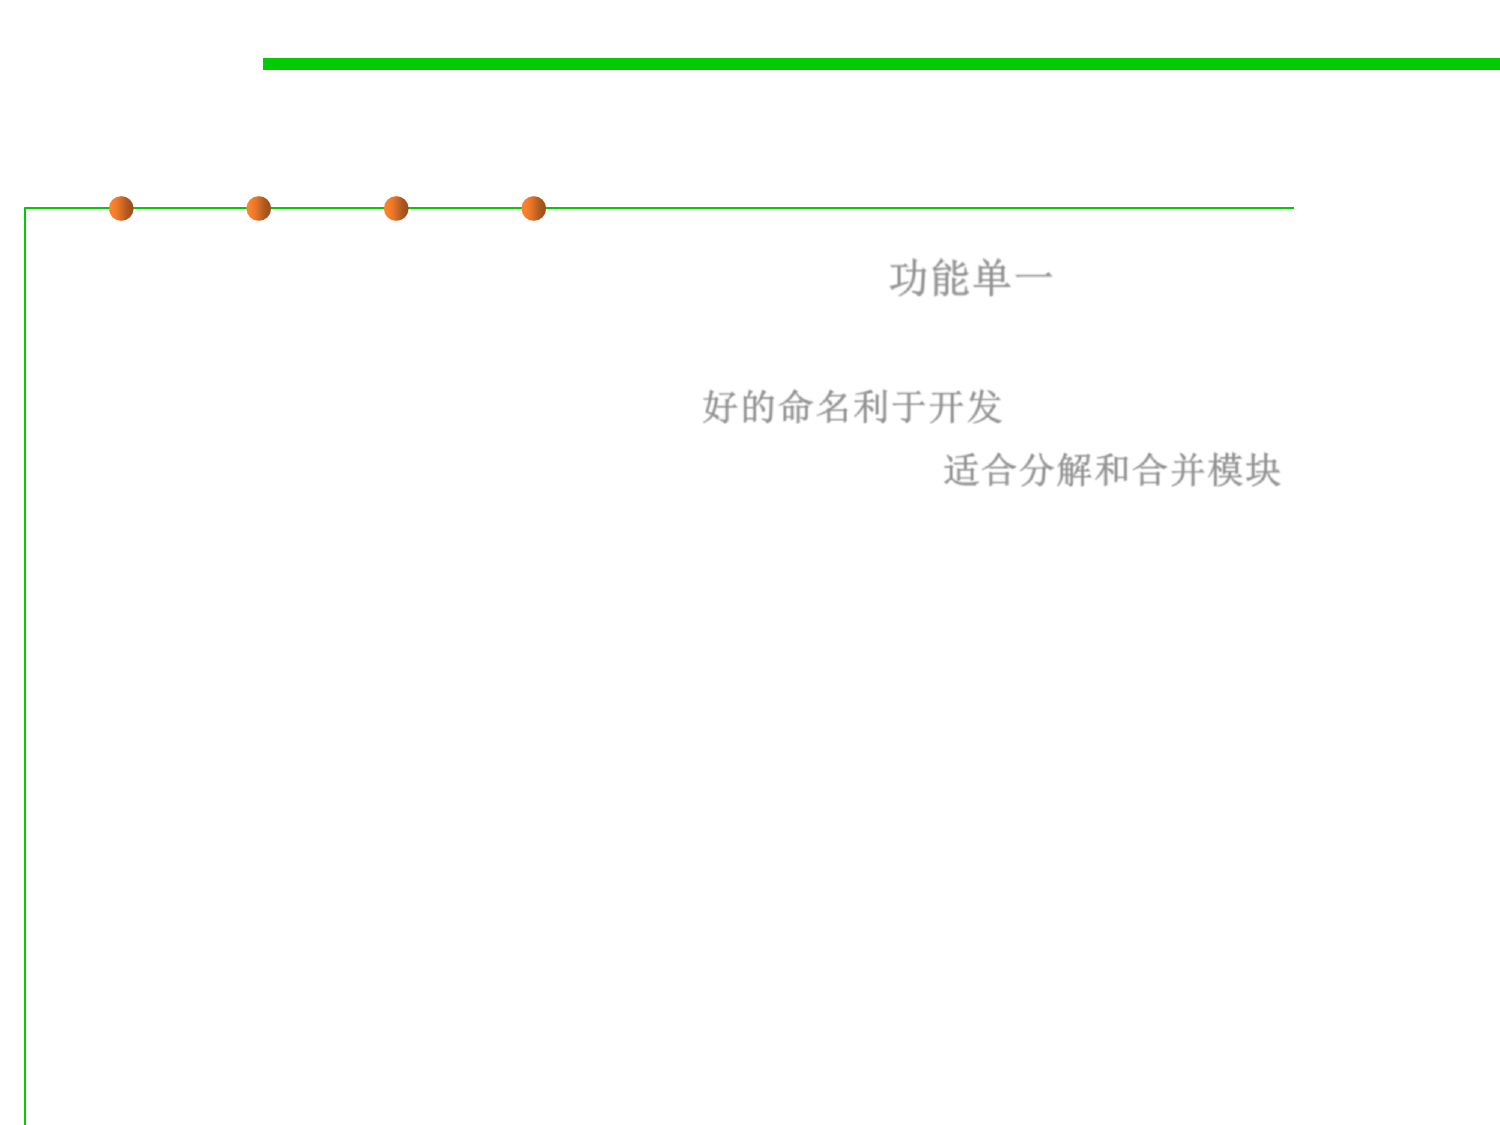 功能单一
好的命名利于开发
适合分解和合并模块